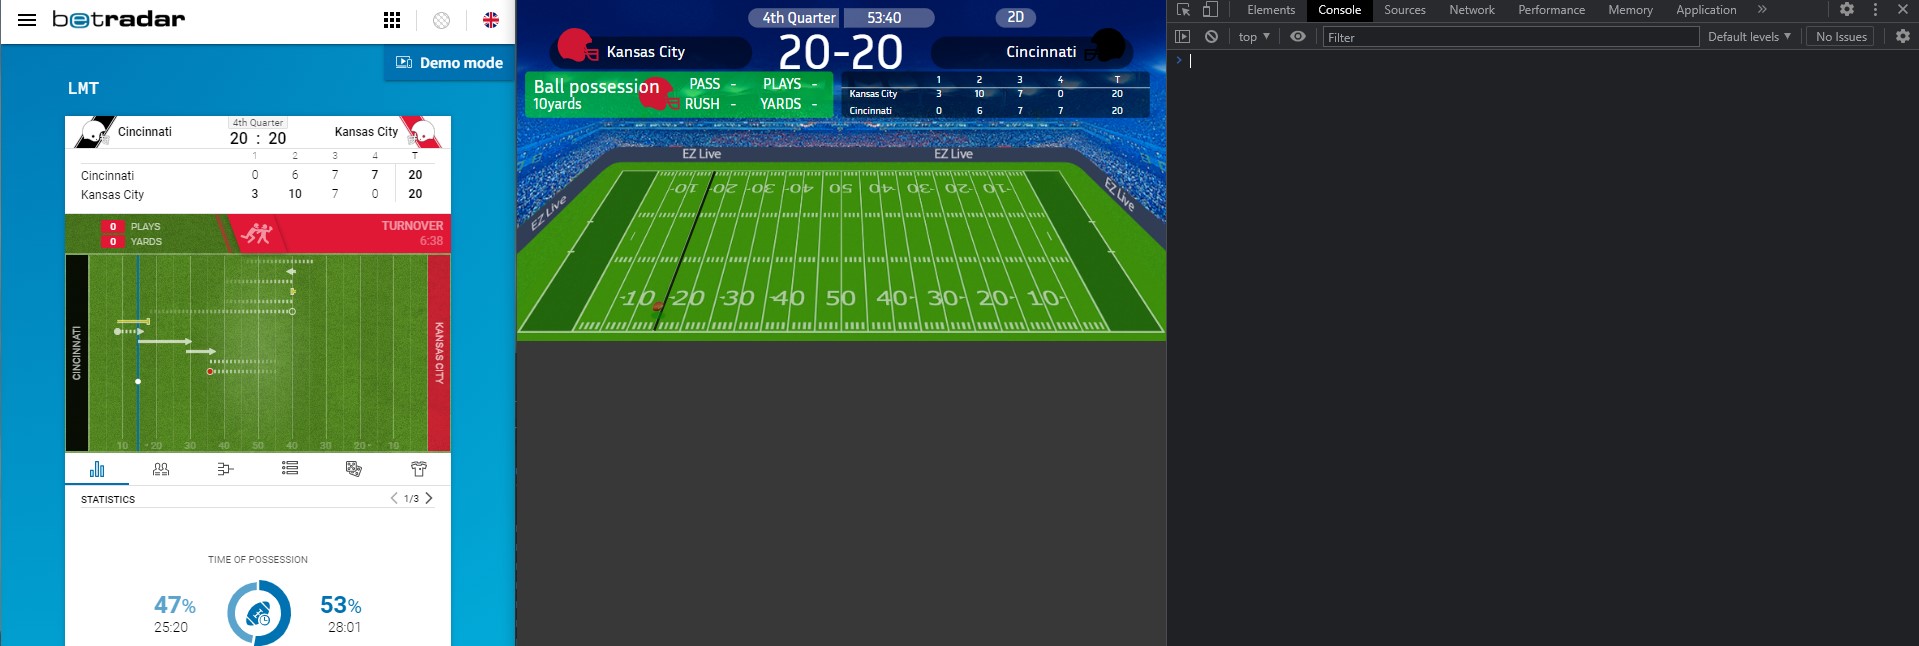 betradar
Demo mode
LMT
Cincinnati
4th Quarter
20 : 20
Kansas City
1 2 3 4 T
Cincinnati 0 6 7 7 20
Kansas City 3 10 7 0 20
0 PLAYS
0 YARDS
TURNOVER
6:38
CINCINNATI
KANSAS CITY
10 20 30 40 50 40 30 20 10
STATISTICS
1/3
TIME OF POSSESSION
47%
25:20
53%
28:01
4th Quarter 53:40 2D
Kansas City 20-20 Cincinnati
Ball possession
10yards
PASS - PLAYS -
RUSH - YARDS -
1 2 3 4 T
Kansas City 3 10 7 0 20
Cincinnati 0 6 7 7 20
EZ Live EZ Live
EZ Live
EZ Live
10 20 30 40 50 40 30 20 10
10 20 30 40 50 40 30 20 10
Elements Console Sources Network Performance Memory Application
top Filter Default levels No Issues